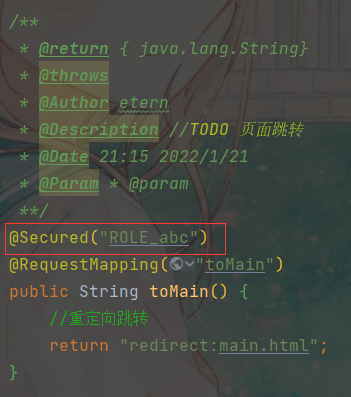 /**
* @return { java.lang.String}
* @throws
* @Author etern
* @Description //TODO 页面跳转
* @Date 21:15 2022/1/21
* @Param * @param
**/
@Secured("ROLE_abc")
@RequestMapping("toMain")
public String toMain() {
//重定向跳转
return "redirect:main.html";
}